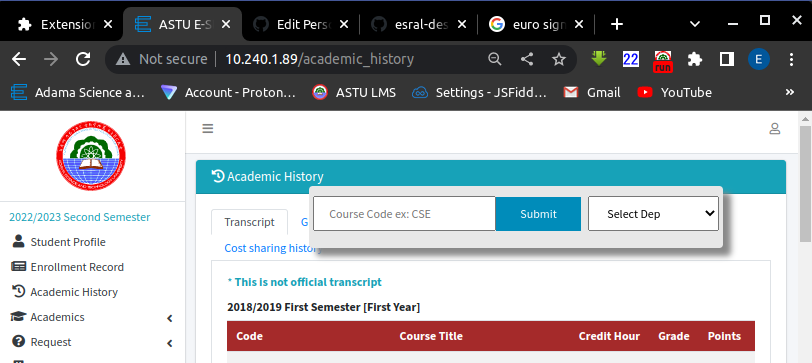 Extension
ASTU E-S
Edit Pers
esral-des
euro sign
Not secure 10.240.1.89/academic_history
22
run
E
Adama Science a...
Account - Proton...
ASTU LMS
Settings - JSFidd...
Gmail
YouTube
»
2022/2023 Second Semester
Student Profile
Enrollment Record
Academic History
Academics
Request
Academic History
Transcript
G
Course Code ex: CSE
Submit
Select Dep
Cost sharing histor
* This is not official transcript
2018/2019 First Semester [First Year]
Code Course Title Credit Hour Grade Points